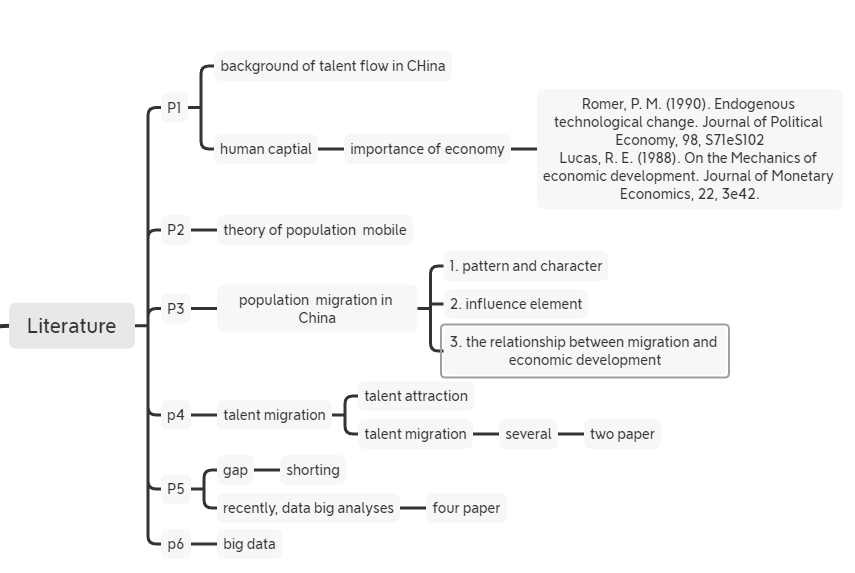 Literature
P1
background of talent flow in CHina
human captial
importance of economy
Romer, P. M. (1990). Endogenous
technological change. Journal of Political
Economy, 98, S71eS102
Lucas, R. E. (1988). On the Mechanics of
economic development. Journal of Monetary
Economics, 22, 3e42.
P2
theory of population mobile
P3
population migration in
China
1. pattern and character
2. influence element
3. the relationship between migration and
economic development
p4
talent migration
talent attraction
talent migration
several
two paper
P5
gap
shorting
recently, data big analyses
four paper
p6
big data